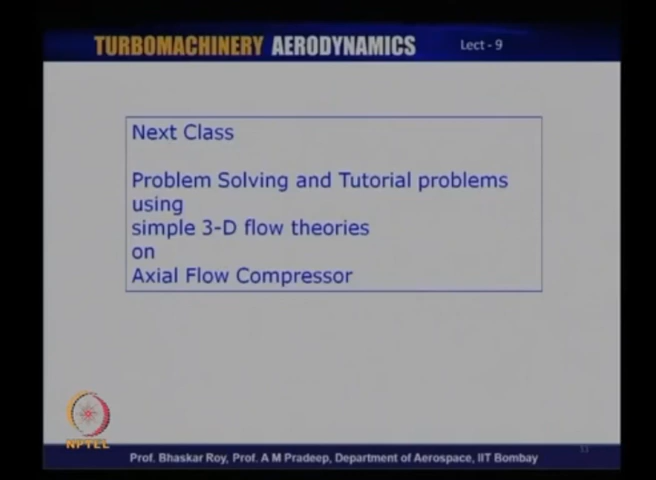 TURBOMACHINERY AERODYNAMICS Lect - 9
Next Class
Problem Solving and Tutorial problems
using
simple 3-D flow theories
on
Axial Flow Compressor
NPTEL
Prof. Bhaskar Roy, Prof. A M Pradeep, Department of Aerospace, IIT Bombay